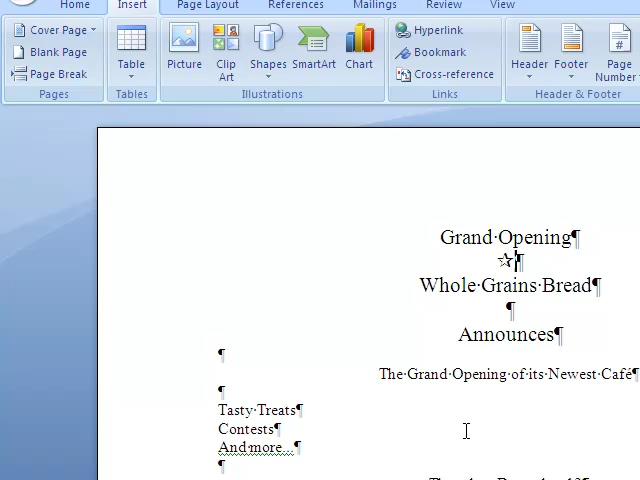 Home Insert Page Layout References Mailings Review View
Cover Page
Blank Page
Page Break
Pages
Table
Tables
Picture
Clip
Art
Shapes
SmartArt
Chart
Illustrations
Hyperlink
Bookmark
Cross-reference
Links
Header
Footer
Page
Number
Header & Footer
Grand·Opening¶
☆¶
Whole·Grains·Bread¶
¶
Announces¶
¶
The·Grand·Opening·of·its·Newest·Café¶
¶
Tasty·Treats¶
Contests¶
And·more...¶
¶